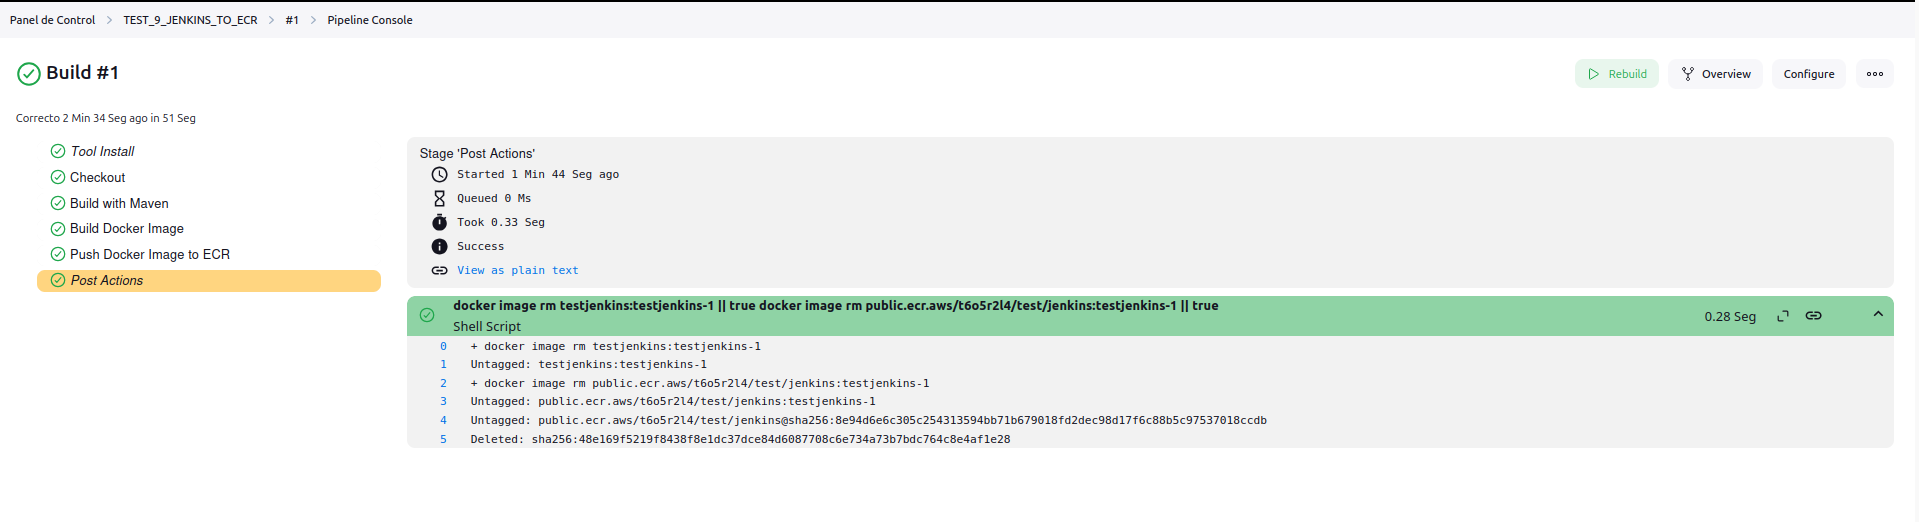 Panel de Control > TEST_9_JENKINS_TO_ECR > #1 > Pipeline Console
Build #1
Rebuild
Overview
Configure
Correcto 2 Min 34 Seg ago in 51 Seg
Tool Install
Checkout
Build with Maven
Build Docker Image
Push Docker Image to ECR
Post Actions
Stage 'Post Actions'
Started 1 Min 44 Seg ago
Queued 0 Ms
Took 0.33 Seg
Success
View as plain text
docker image rm testjenkins:testjenkins-1 || true docker image rm public.ecr.aws/t6o5r2l4/test/jenkins:testjenkins-1 || true
Shell Script
0.28 Seg
0 + docker image rm testjenkins:testjenkins-1
1 Untagged: testjenkins:testjenkins-1
2 + docker image rm public.ecr.aws/t6o5r2l4/test/jenkins:testjenkins-1
3 Untagged: public.ecr.aws/t6o5r2l4/test/jenkins:testjenkins-1
4 Untagged: public.ecr.aws/t6o5r2l4/test/jenkins@sha256:8e94d6e6c305c254313594bb71b679018fd2dec98d17f6c88b5c97537018ccdb
5 Deleted: sha256:48e169f5219f8438f8e1dc37dce84d6087708c6e734a73b7bdc764c8e4af1e28